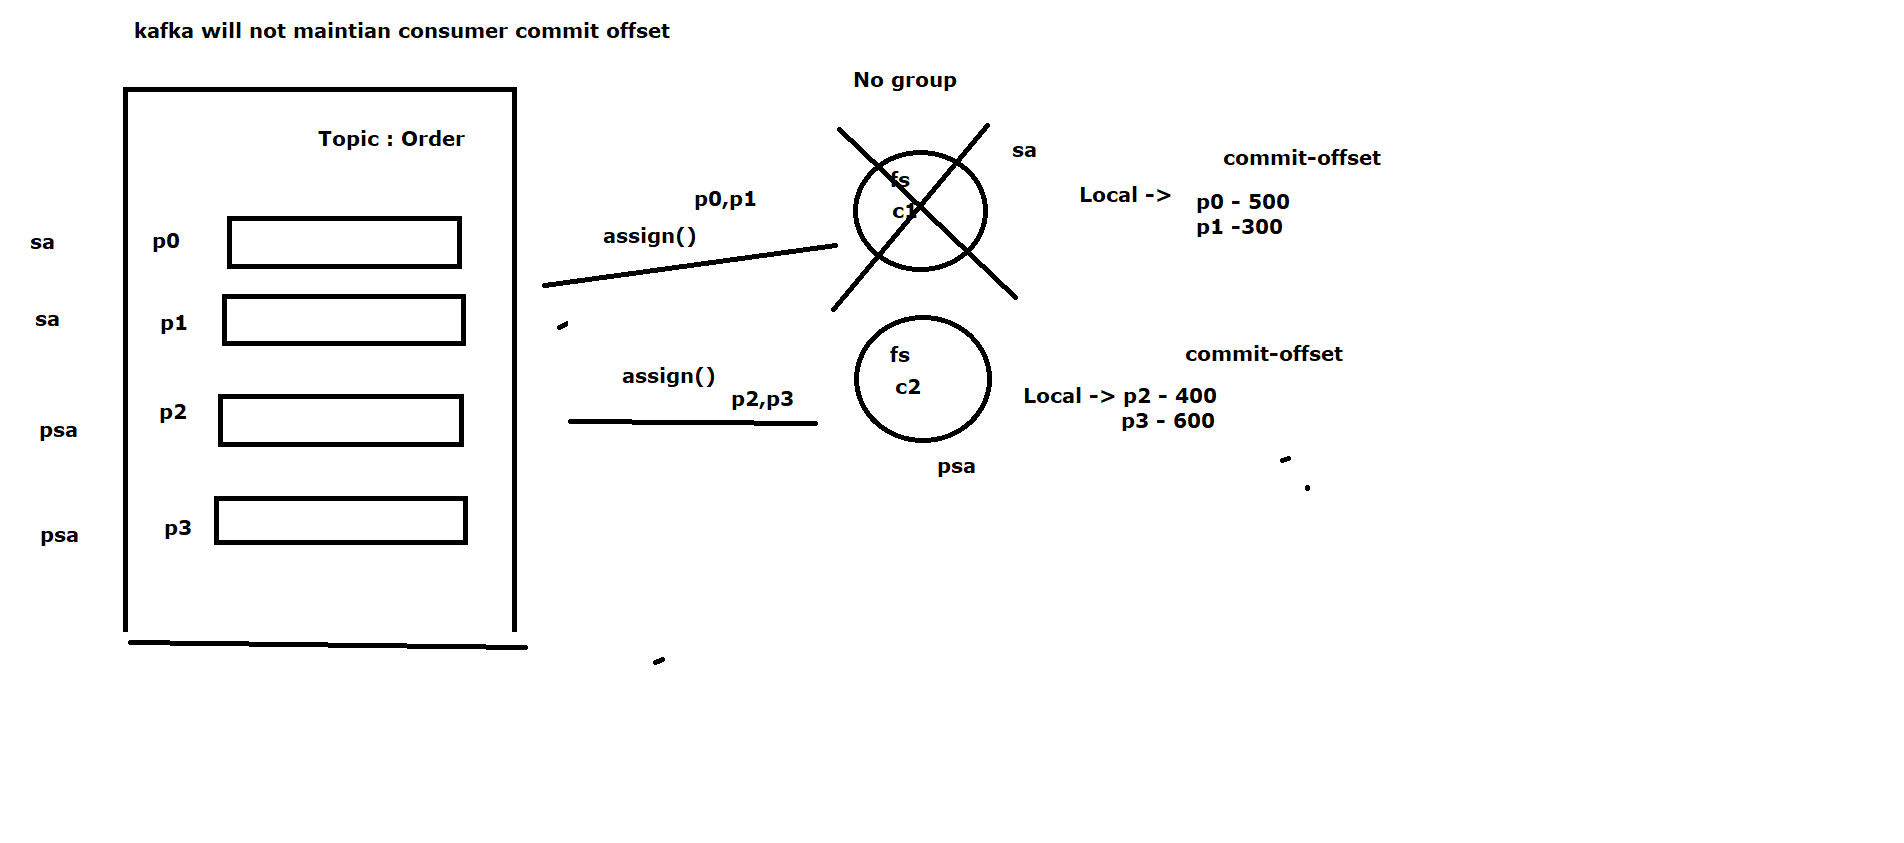 kafka will not maintian consumer commit offset
No group
Topic : Order
sa
p0
sa
p1
psa
p2
psa
p3
p0,p1
assign()
fs
c1
sa
commit-offset
Local ->
p0 - 500
p1 -300
assign()
p2,p3
fs
c2
psa
commit-offset
Local -> p2 - 400
p3 - 600